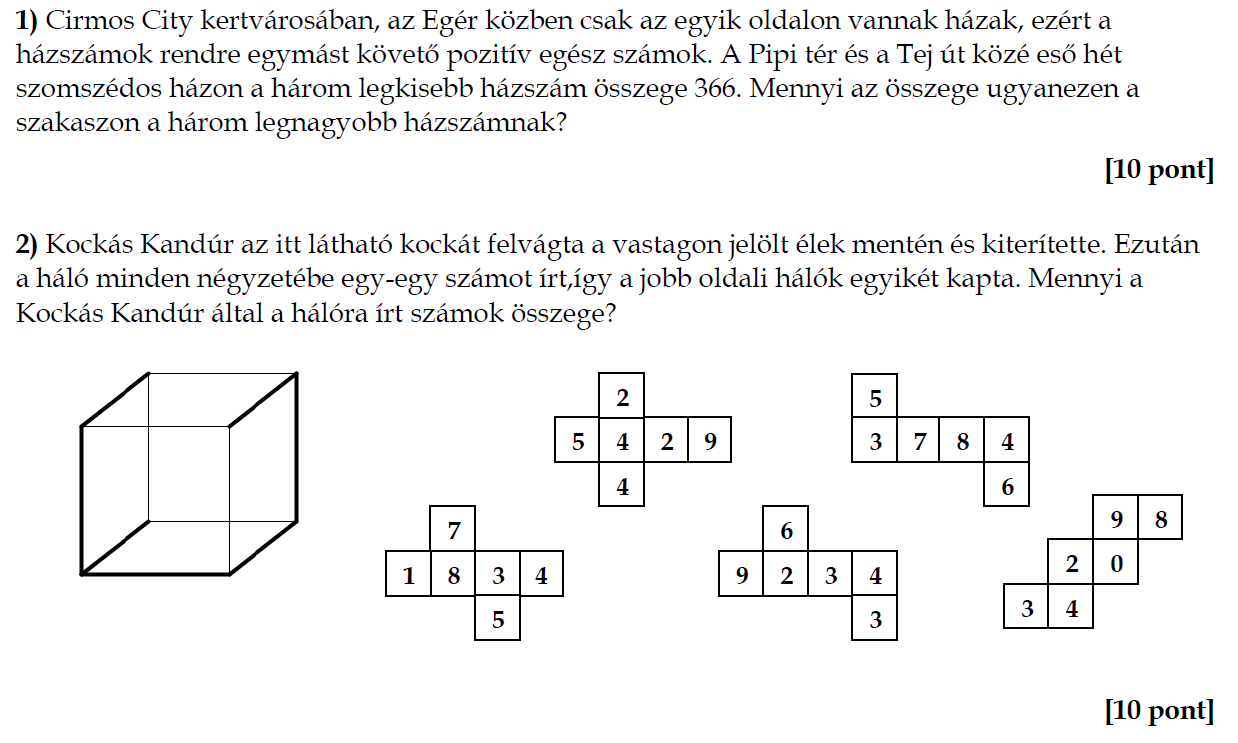 1) Cirmos City kertvárosában, az Egér közben csak az egyik oldalon vannak házak, ezért a
házszámok rendre egymást követő pozitív egész számok. A Pipi tér és a Tej út közé eső hét
szomszédos házon a három legkisebb házszám összege 366. Mennyi az összege ugyanezen a
szakaszon a három legnagyobb házszámnak?
[10 pont]
2) Kockás Kandúr az itt látható kockát felvágta a vastagon jelölt élek mentén és kiterítette. Ezután
a háló minden négyzetébe egy-egy számot írt,így a jobb oldali hálók egyikét kapta. Mennyi a
Kockás Kandúr által a hálóra írt számok összege?
2
5 4 2 9
4
5
3 7 8 4
6
7
1 8 3 4
5
6
9 2 3 4
3
9 8
2 0
3 4
[10 pont]